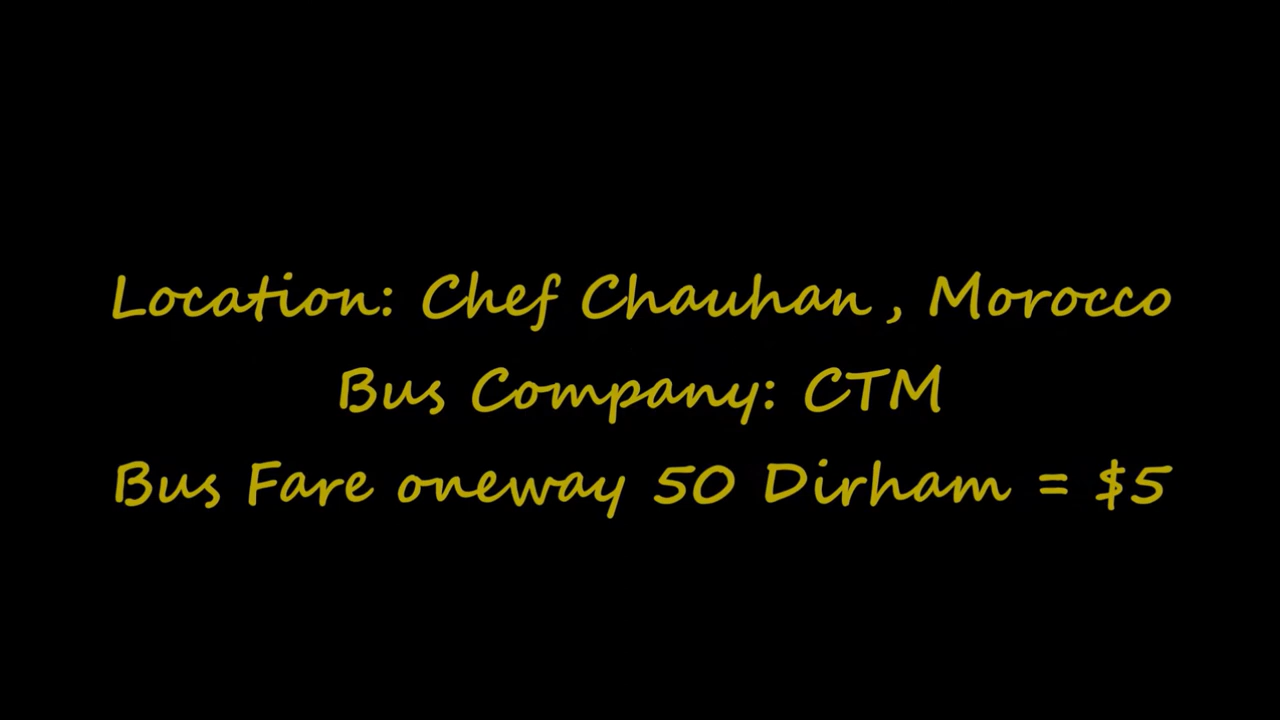 Location: Chef Chauhan , Morocco
Bus Company: CTM
Bus Fare oneway 50 Dirham = $5